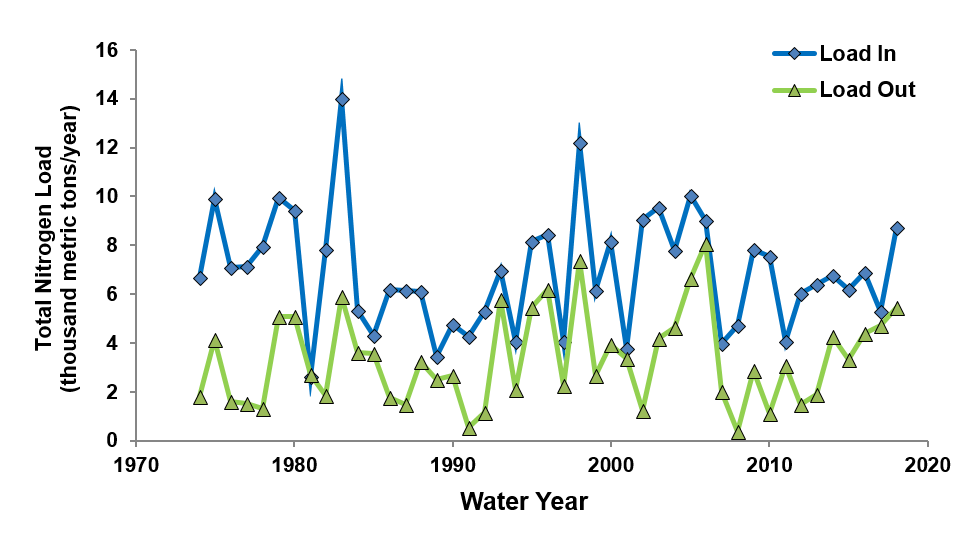 Load In
Load Out
Total Nitrogen Load
(thousand metric tons/year)
16
14
12
10
8
6
4
2
0
1970 1980 1990 2000 2010 2020
Water Year